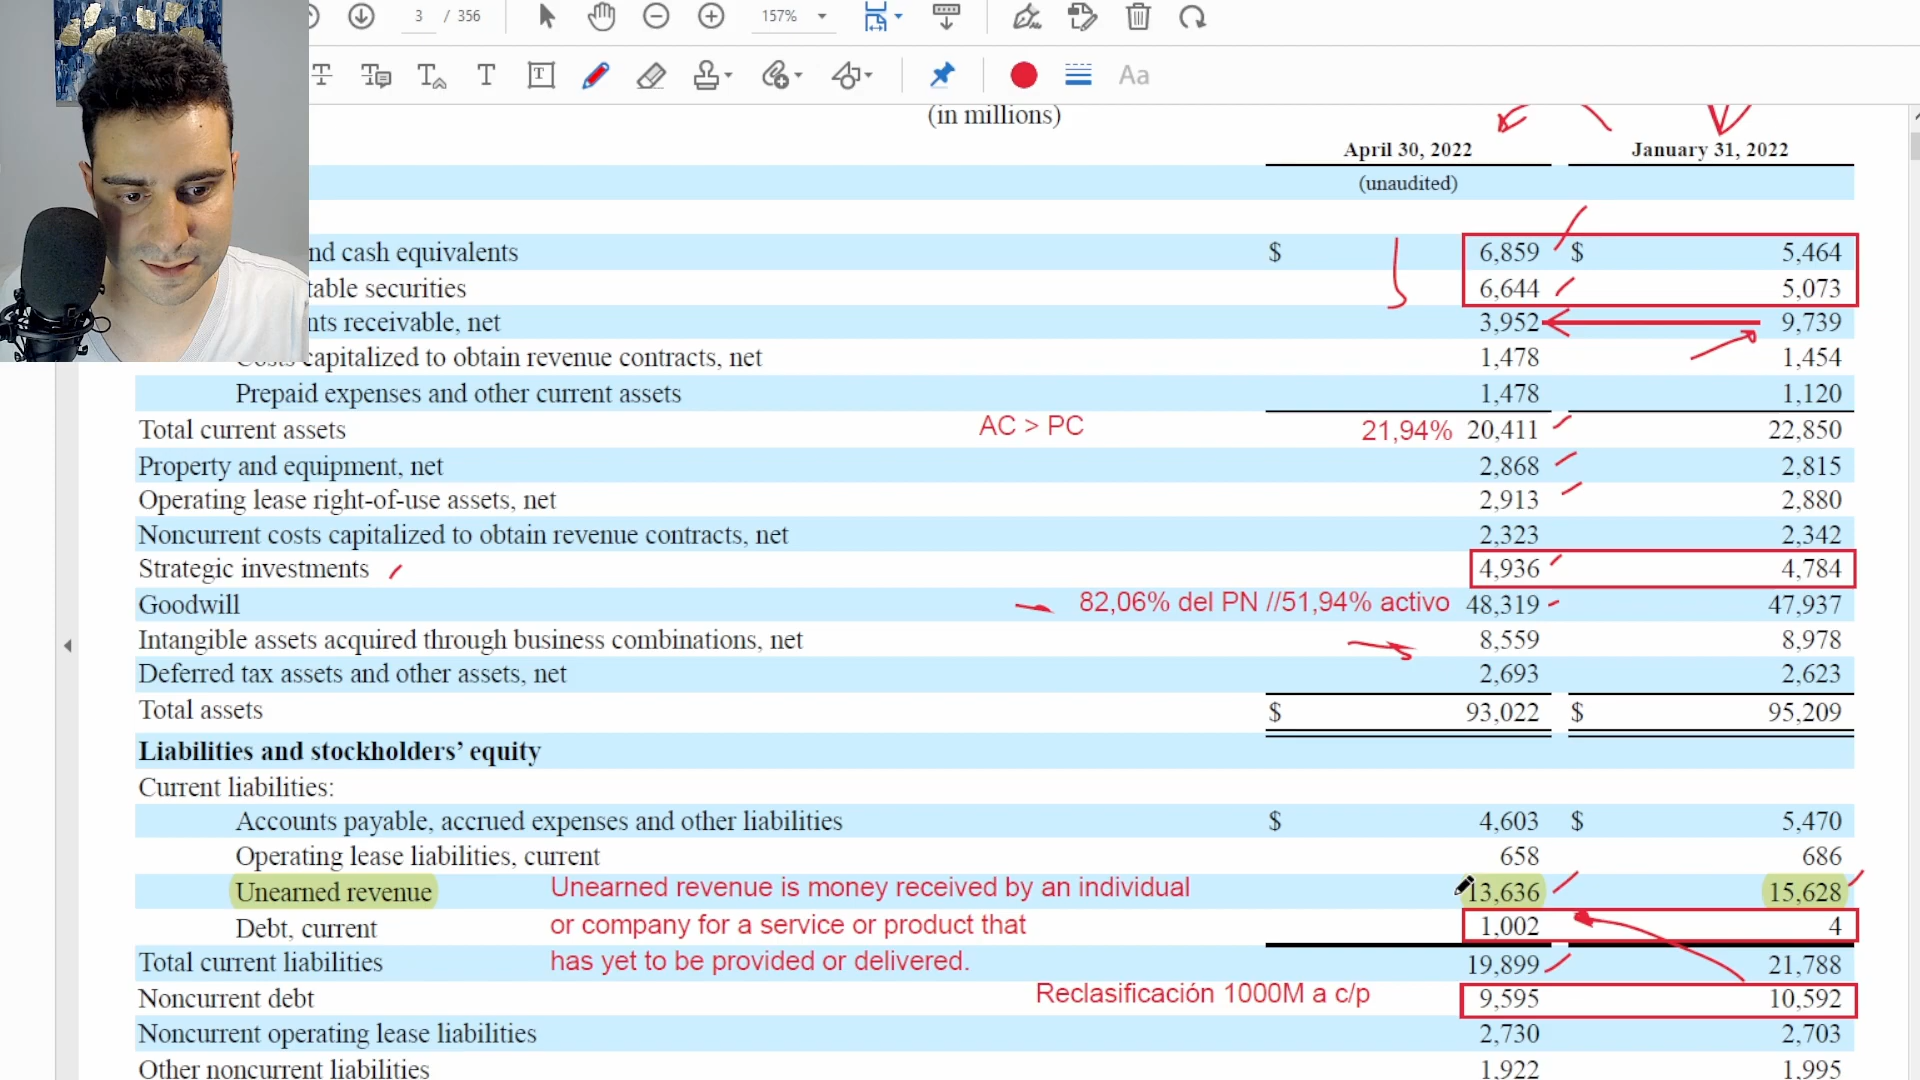 3 / 356
157%
T T T T T Aa
(in millions)
April 30, 2022 January 31, 2022
(unaudited)
nd cash equivalents $ 6,859 $ 5,464
table securities 6,644 5,073
nts receivable, net 3,952 9,739
Costs capitalized to obtain revenue contracts, net 1,478 1,454
Prepaid expenses and other current assets 1,478 1,120
Total current assets AC > PC 21,94% 20,411 22,850
Property and equipment, net 2,868 2,815
Operating lease right-of-use assets, net 2,913 2,880
Noncurrent costs capitalized to obtain revenue contracts, net 2,323 2,342
Strategic investments 4,936 4,784
Goodwill 82,06% del PN //51,94% activo 48,319 47,937
Intangible assets acquired through business combinations, net 8,559 8,978
Deferred tax assets and other assets, net 2,693 2,623
Total assets $ 93,022 $ 95,209
Liabilities and stockholders’ equity
Current liabilities:
Accounts payable, accrued expenses and other liabilities $ 4,603 $ 5,470
Operating lease liabilities, current 658 686
Unearned revenue Unearned revenue is money received by an individual 13,636 15,628
Debt, current or company for a service or product that 1,002 4
Total current liabilities has yet to be provided or delivered. 19,899 21,788
Noncurrent debt Reclasificación 1000M a c/p 9,595 10,592
Noncurrent operating lease liabilities 2,730 2,703
Other noncurrent liabilities 1,922 1,995